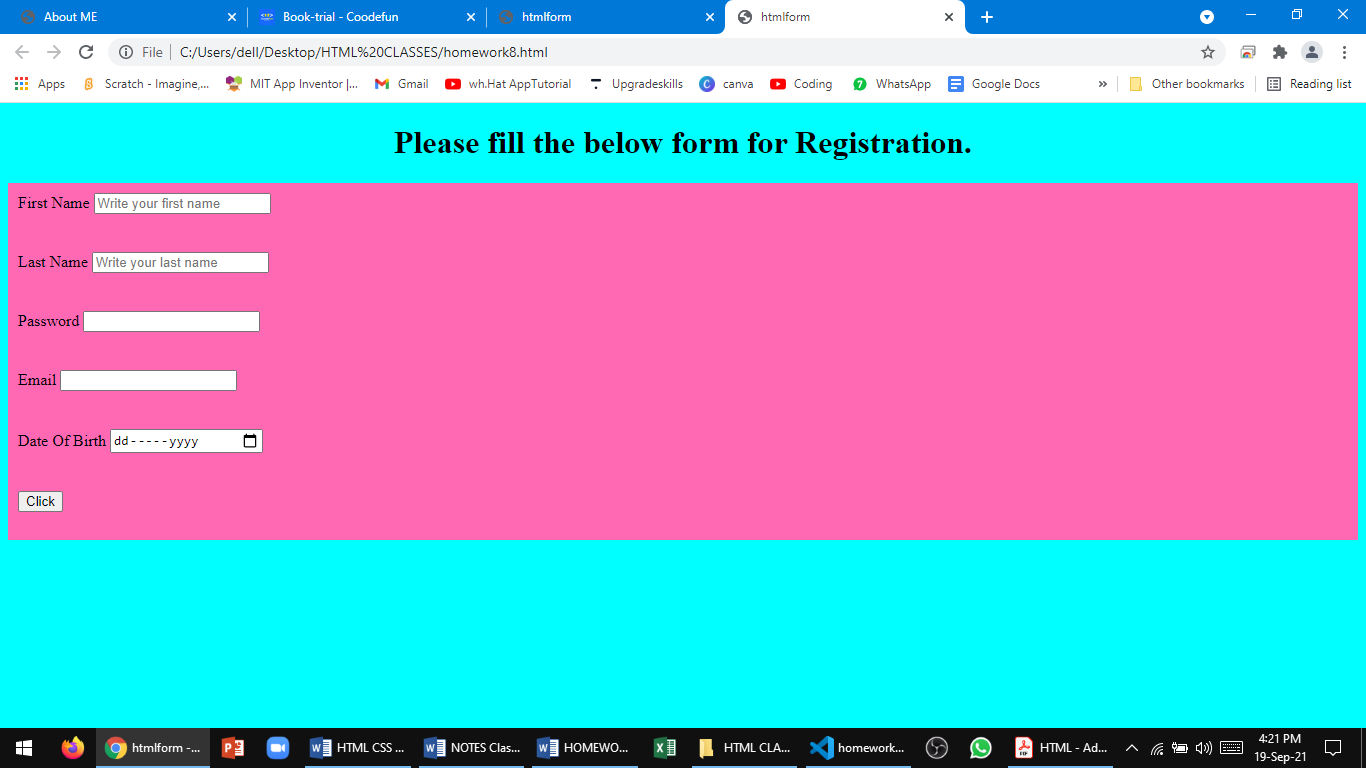 About ME
Book-trial - Coodefun
htmlform
htmlform
File
C:/Users/dell/Desktop/HTML%20CLASSES/homework8.html
Apps
Scratch - Imagine,...
MIT App Inventor |...
Gmail
wh.Hat AppTutorial
Upgradeskills
canva
Coding
WhatsApp
Google Docs
»
Other bookmarks
Reading list
Please fill the below form for Registration.
First Name Write your first name
Last Name Write your last name
Password
Email
Date Of Birth dd-----yyyy
Click
htmlform -...
HTML CSS ...
NOTES Clas...
HOMEWO...
HTML CLA...
homework...
HTML - Ad...
4:21 PM
19-Sep-21